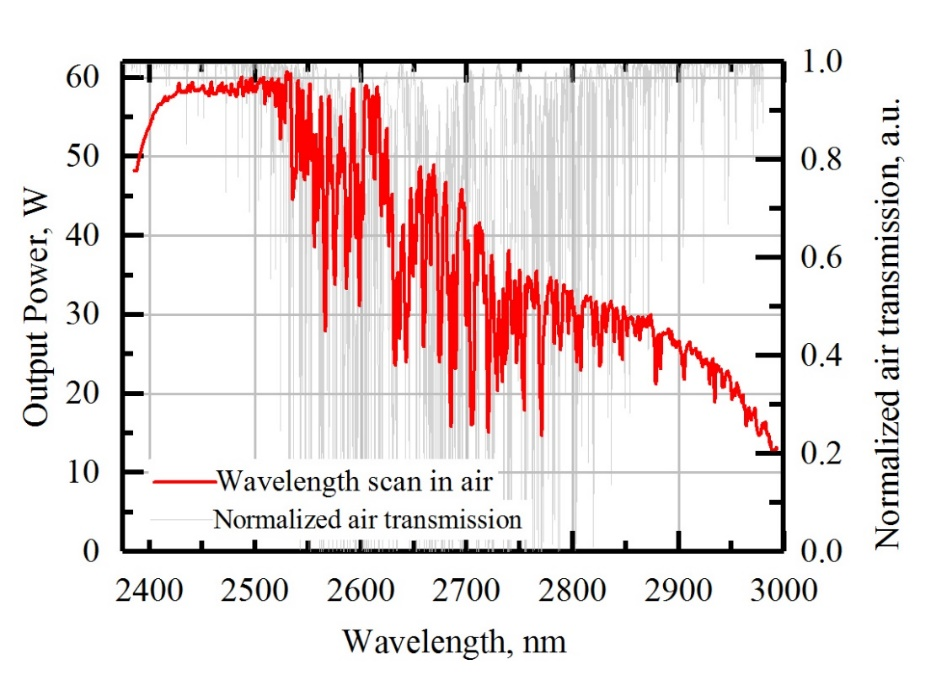 Output Power, W
60
50
40
30
20
10
0
Wavelength scan in air
Normalized air transmission
2400 2500 2600 2700 2800 2900 3000
Wavelength, nm
1.0
0.8
0.6
0.4
0.2
0.0
Normalized air transmission, a.u.